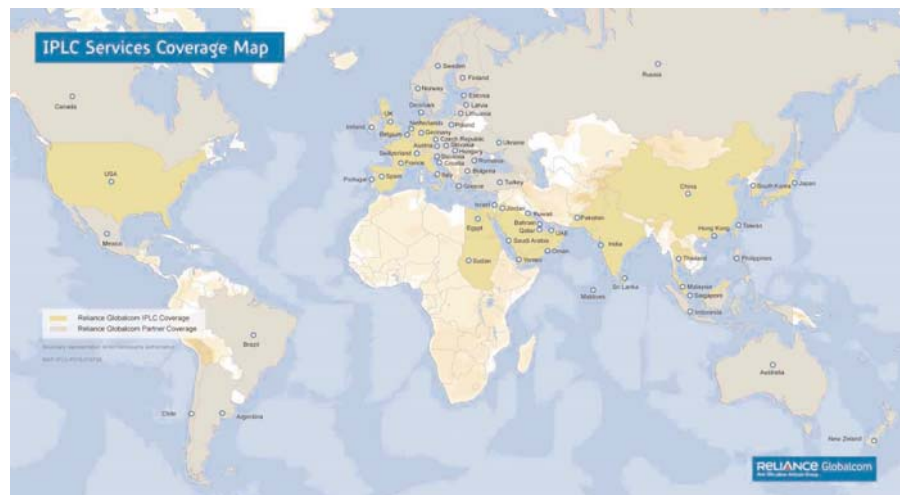 IPLC Services Coverage Map
Sweden
Finland
Russia
Norway
Estonia
Latvia
Lithuania
Denmark
Canada
UK
Ireland
Netherlands
Poland
Belgium
Germany
Czech Republic
Slovakia
Ukraine
Austria
Hungary
Switzerland
Slovenia
Romania
Croatia
France
Bulgaria
USA
Portugal
Spain
Italy
Greece
Turkey
China
South Korea
Japan
Israel
Jordan
Kuwait
Pakistan
Bahrain
Egypt
Qatar
UAE
Hong Kong
Taiwan
Mexico
Saudi Arabia
Oman
India
Sudan
Yemen
Thailand
Philippines
Sri Lanka
Maldives
Malaysia
Singapore
Indonesia
Reliance Globalcom IPLC Coverage
Reliance Globalcom Partner Coverage
Brazil
Australia
Chile
Argentina
New Zeland
RELIANCE Globalcom